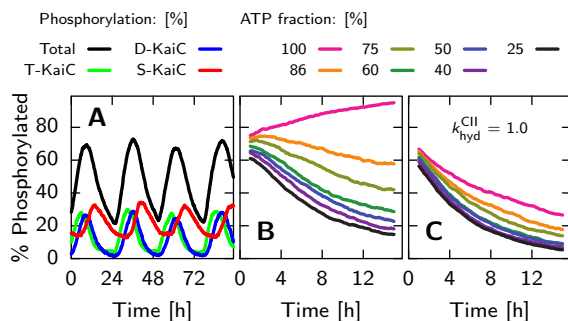 Phosphorylation: [%] ATP fraction: [%]
Total D-KaiC 100 75 50 25
T-KaiC S-KaiC 86 60 40
% Phosphorylated
80
60
40
20
0
A B C
k_hyd^CII = 1.0
0 24 48 72 0 4 8 12 0 4 8 12
Time [h] Time [h] Time [h]